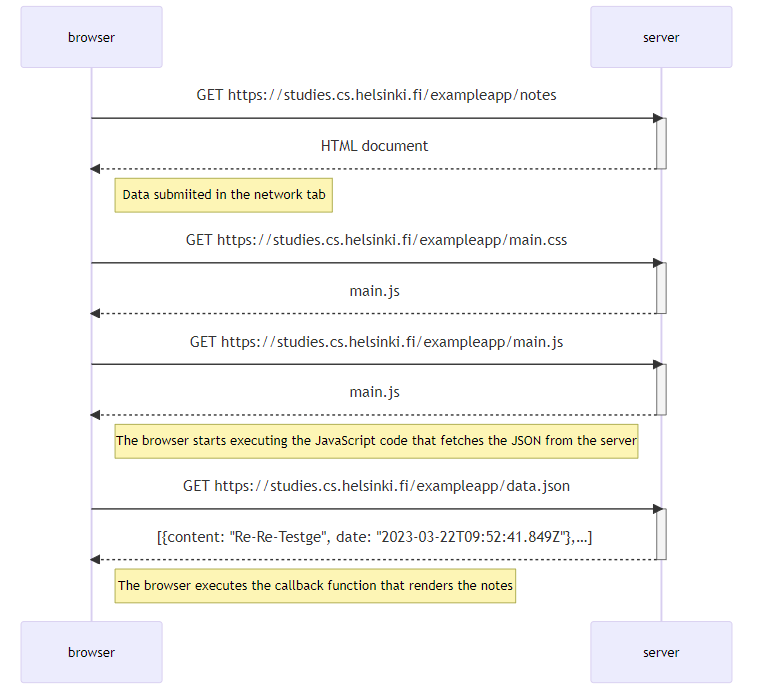 browser
server
GET https://studies.cs.helsinki.fi/exampleapp/notes
HTML document
Data submiited in the network tab
GET https://studies.cs.helsinki.fi/exampleapp/main.css
main.js
GET https://studies.cs.helsinki.fi/exampleapp/main.js
main.js
The browser starts executing the JavaScript code that fetches the JSON from the server
GET https://studies.cs.helsinki.fi/exampleapp/data.json
[{content: "Re-Re-Testge", date: "2023-03-22T09:52:41.849Z"},...]
The browser executes the callback function that renders the notes
browser
server